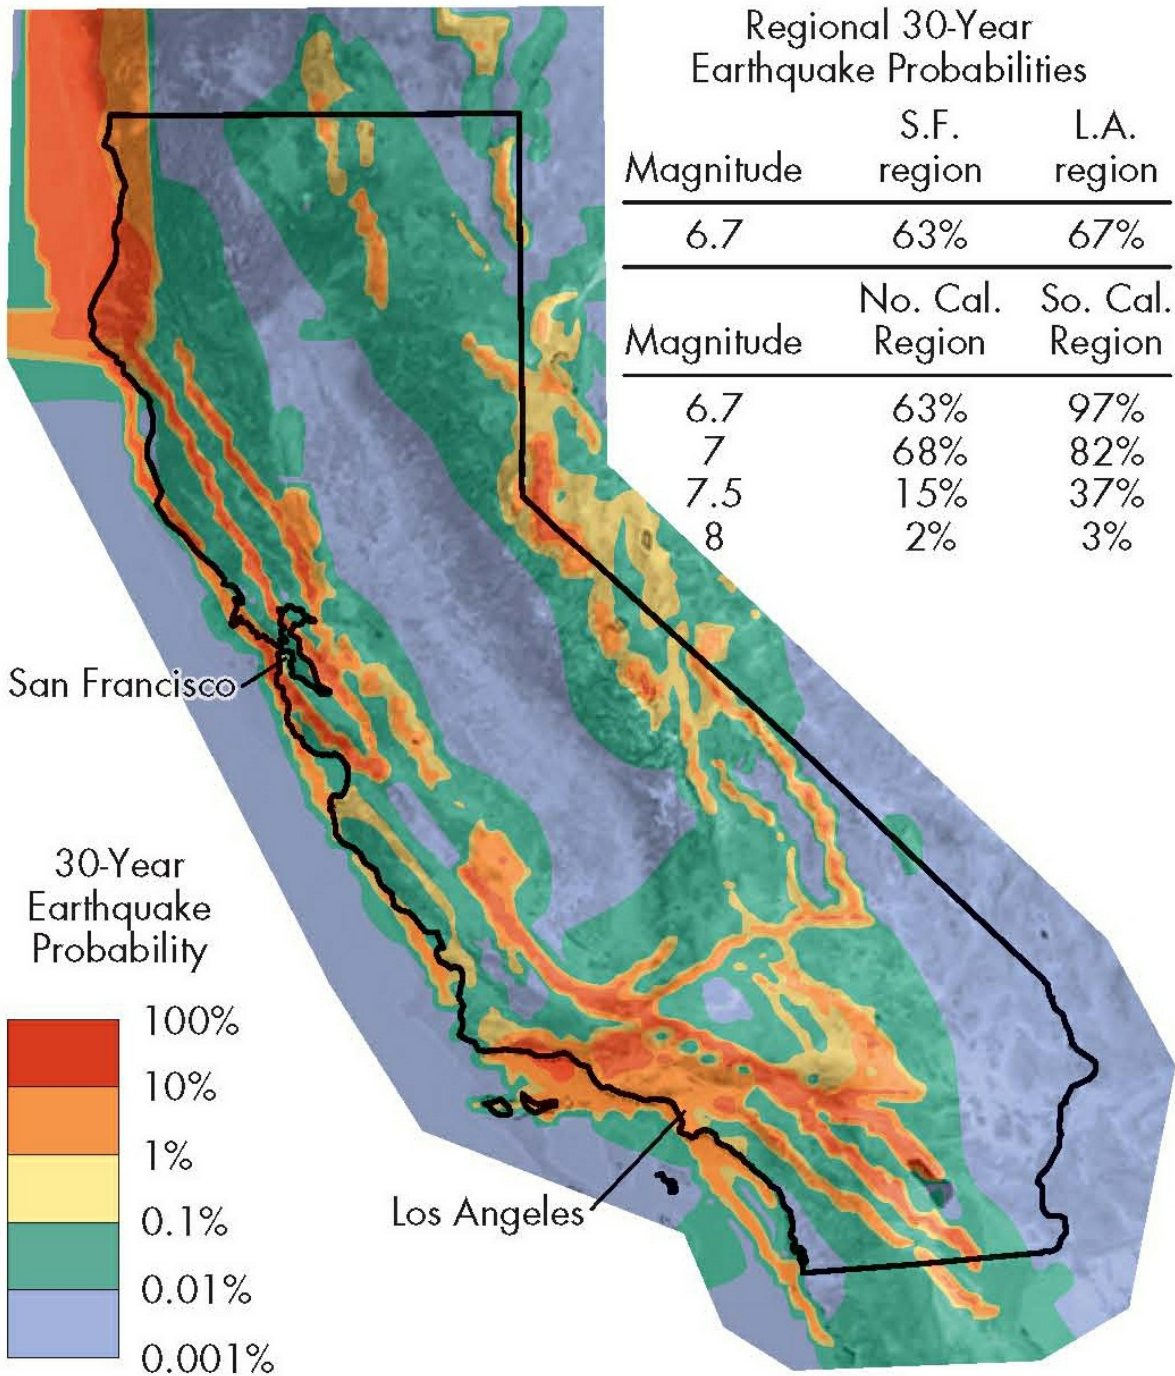 Regional 30-Year
Earthquake Probabilities
S.F. L.A.
Magnitude region region
6.7 63% 67%
No. Cal. So. Cal.
Magnitude Region Region
6.7 63% 97%
7 68% 82%
7.5 15% 37%
8 2% 3%
San Francisco
30-Year
Earthquake
Probability
100%
10%
1%
0.1%
0.01%
0.001%
Los Angeles